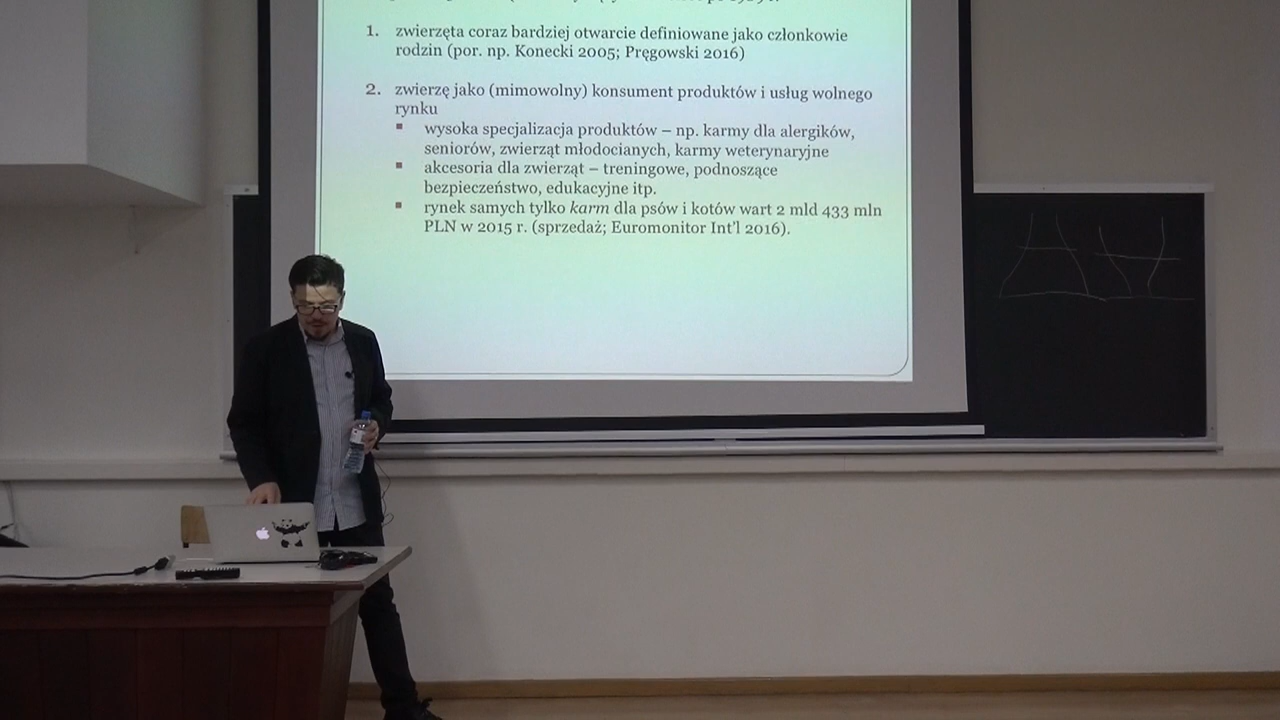 1. zwierzęta coraz bardziej otwarcie definiowane jako członkowie
rodzin (por. np. Konecki 2005; Pręgowski 2016)
2. zwierzę jako (mimowolny) konsument produktów i usług wolnego
rynku
▪ wysoka specjalizacja produktów – np. karmy dla alergików,
seniorów, zwierząt młodocianych, karmy weterynaryjne
▪ akcesoria dla zwierząt – treningowe, podnoszące
bezpieczeństwo, edukacyjne itp.
▪ rynek samych tylko karm dla psów i kotów wart 2 mld 433 mln
PLN w 2015 r. (sprzedaż; Euromonitor Int'l 2016).